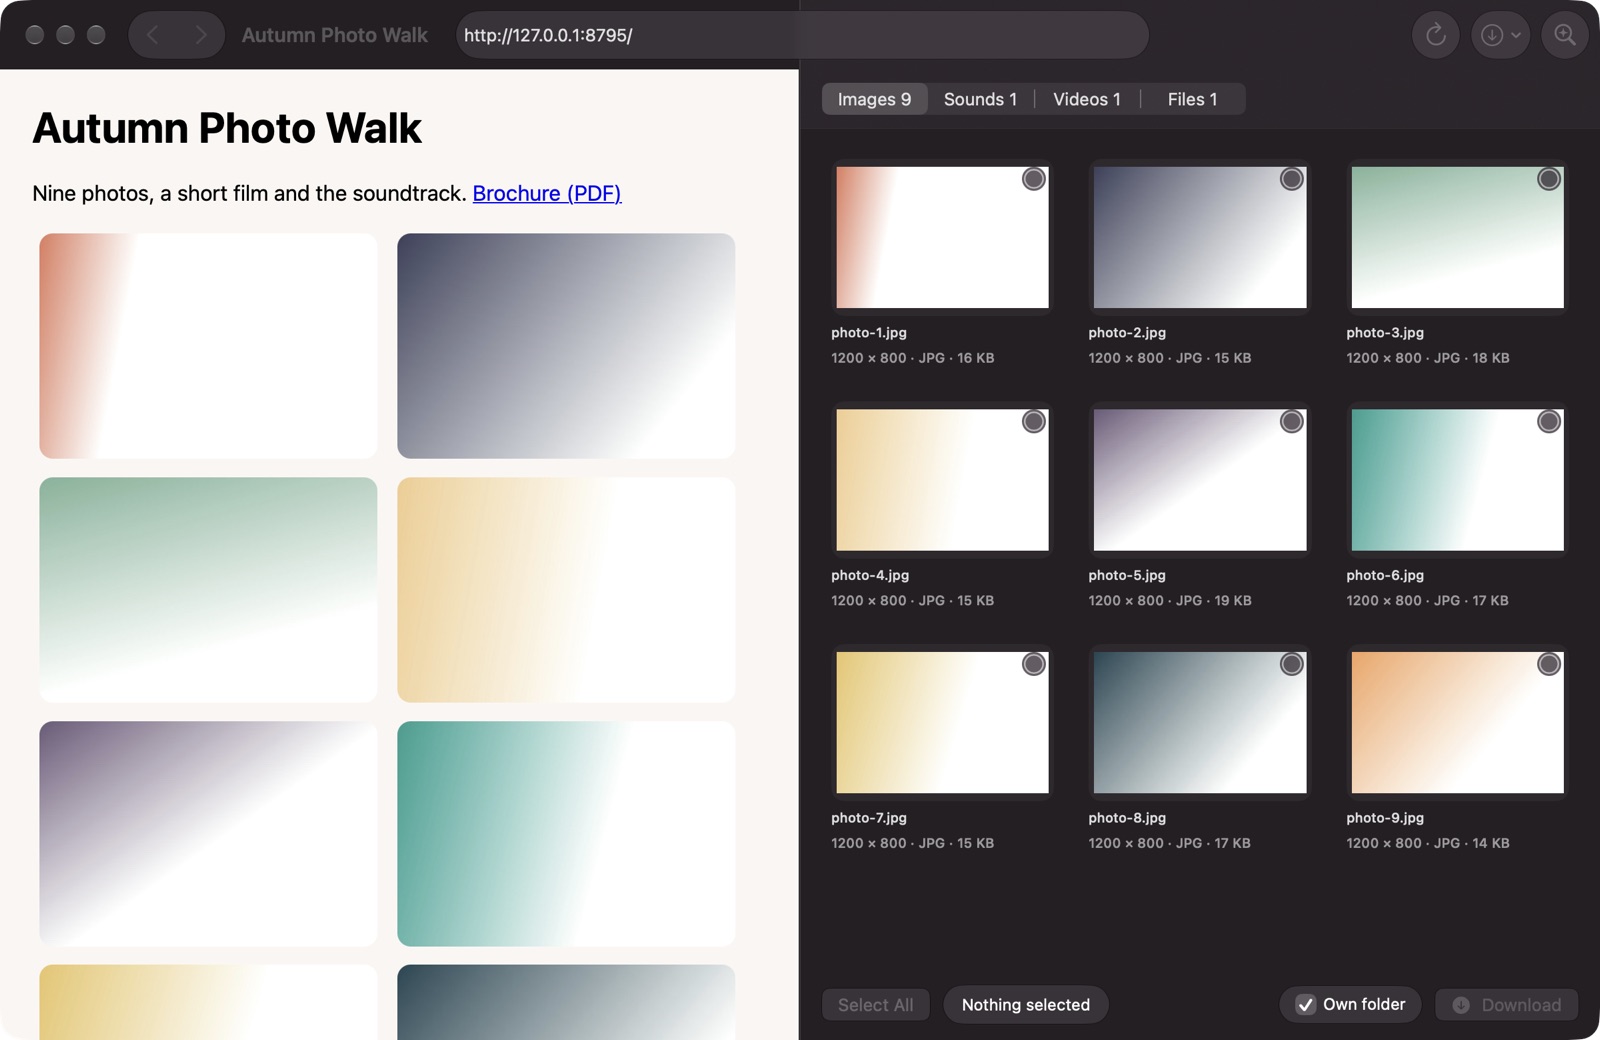 Autumn Photo Walk
http://127.0.0.1:8795/
Autumn Photo Walk
Nine photos, a short film and the soundtrack. Brochure (PDF)
Images 9
Sounds 1
Videos 1
Files 1
photo-1.jpg
1200 × 800 · JPG · 16 KB
photo-2.jpg
1200 × 800 · JPG · 15 KB
photo-3.jpg
1200 × 800 · JPG · 18 KB
photo-4.jpg
1200 × 800 · JPG · 15 KB
photo-5.jpg
1200 × 800 · JPG · 19 KB
photo-6.jpg
1200 × 800 · JPG · 17 KB
photo-7.jpg
1200 × 800 · JPG · 15 KB
photo-8.jpg
1200 × 800 · JPG · 17 KB
photo-9.jpg
1200 × 800 · JPG · 14 KB
Select All
Nothing selected
Own folder
Download